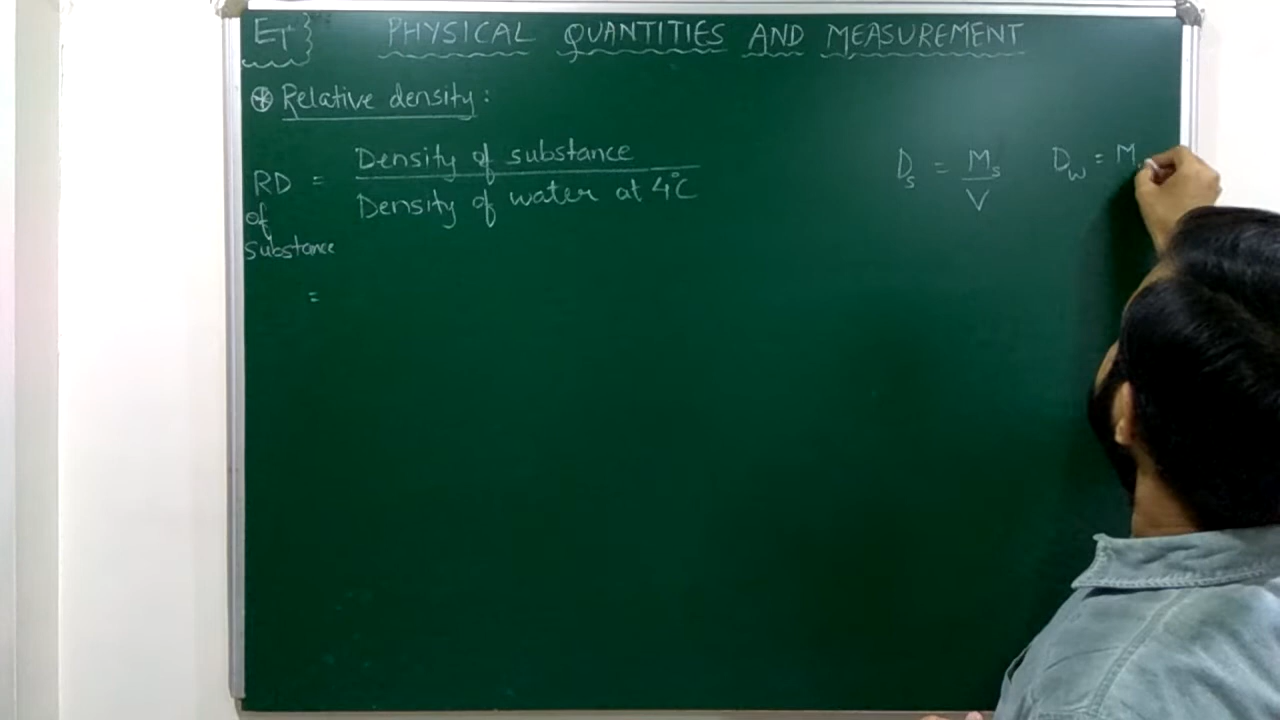 ET} PHYSICAL QUANTITIES AND MEASUREMENT
⊛ Relative density:
RD of Substance = Density of substance / Density of water at 4°C
=
D_s = M_s / V
D_w = M